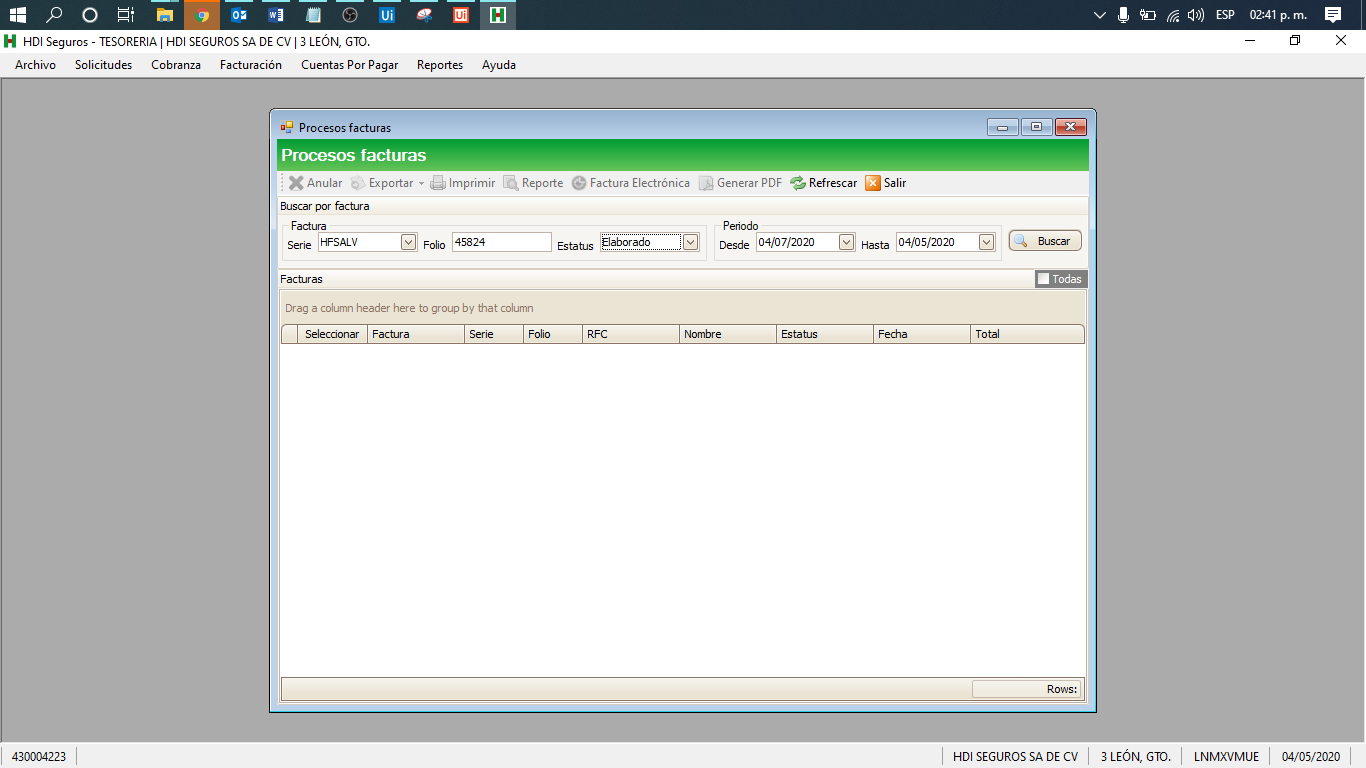 ESP 02:41 p. m.
HDI Seguros - TESORERIA | HDI SEGUROS SA DE CV | 3 LEÓN, GTO.
Archivo Solicitudes Cobranza Facturación Cuentas Por Pagar Reportes Ayuda
Procesos facturas
Procesos facturas
Anular Exportar Imprimir Reporte Factura Electrónica Generar PDF Refrescar Salir
Buscar por factura
Factura Periodo
Serie HFSALV Folio 45824 Estatus Elaborado Desde 04/07/2020 Hasta 04/05/2020 Buscar
Facturas Todas
Drag a column header here to group by that column
Seleccionar Factura Serie Folio RFC Nombre Estatus Fecha Total
Rows:
430004223 HDI SEGUROS SA DE CV 3 LEÓN, GTO. LNMXVMUE 04/05/2020